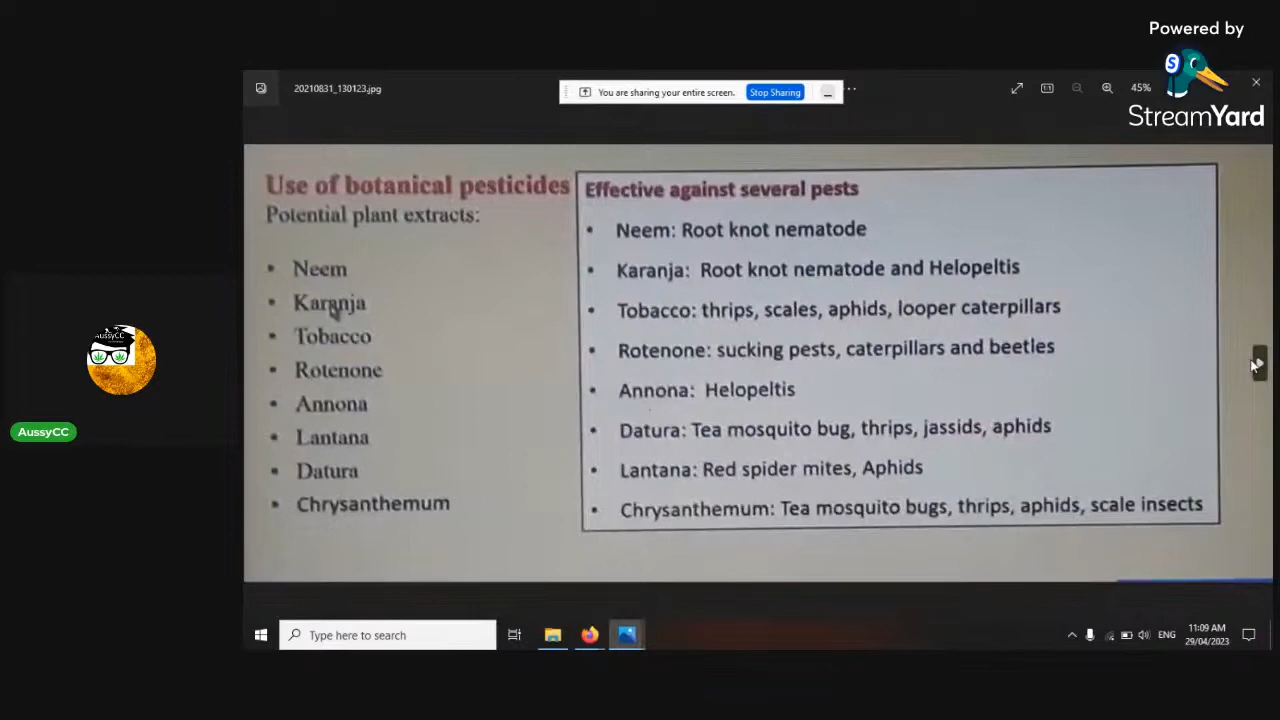 Powered by
StreamYard
20210831_130123.jpg
You are sharing your entire screen.
Stop Sharing
45%
Use of botanical pesticides
Potential plant extracts:
• Neem
• Karanja
• Tobacco
• Rotenone
• Annona
• Lantana
• Datura
• Chrysanthemum
Effective against several pests
• Neem: Root knot nematode
• Karanja: Root knot nematode and Helopeltis
• Tobacco: thrips, scales, aphids, looper caterpillars
• Rotenone: sucking pests, caterpillars and beetles
• Annona: Helopeltis
• Datura: Tea mosquito bug, thrips, jassids, aphids
• Lantana: Red spider mites, Aphids
• Chrysanthemum: Tea mosquito bugs, thrips, aphids, scale insects
AussyCC
AussyCC
Type here to search
ENG
11:09 AM
29/04/2023